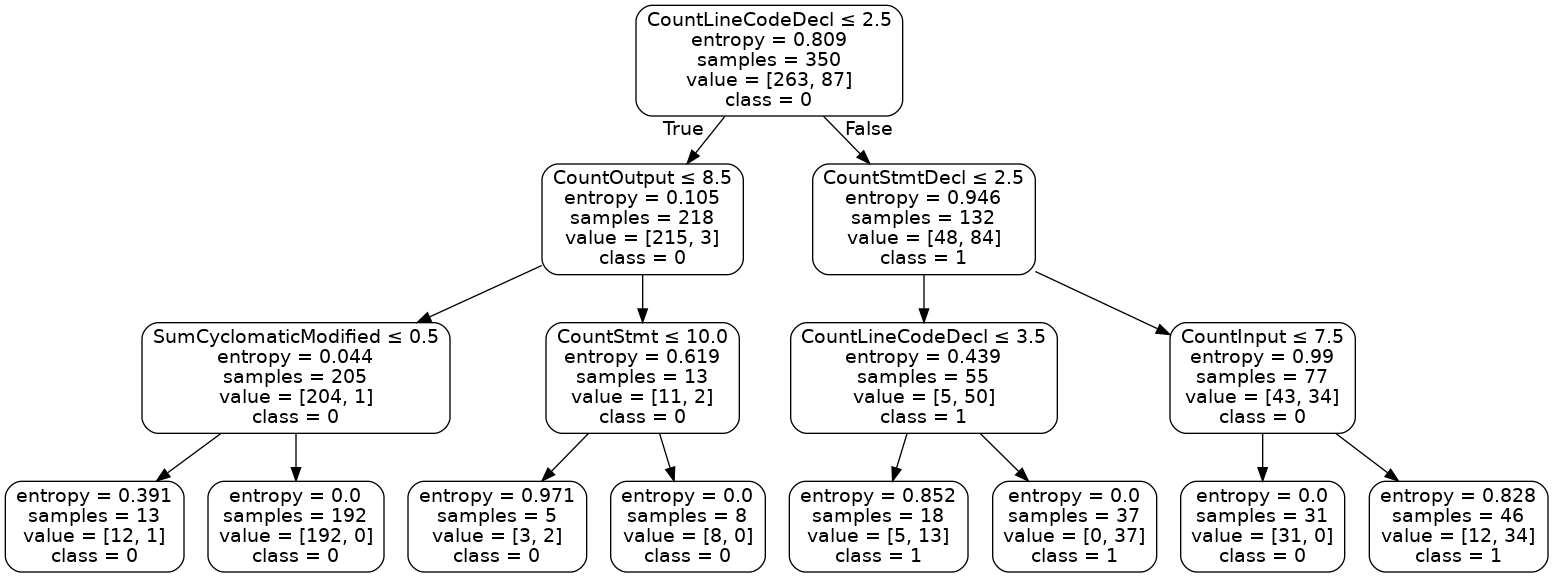 CountLineCodeDecl ≤ 2.5
entropy = 0.809
samples = 350
value = [263, 87]
class = 0
True
False
CountOutput ≤ 8.5
entropy = 0.105
samples = 218
value = [215, 3]
class = 0
CountStmtDecl ≤ 2.5
entropy = 0.946
samples = 132
value = [48, 84]
class = 1
SumCyclomaticModified ≤ 0.5
entropy = 0.044
samples = 205
value = [204, 1]
class = 0
CountStmt ≤ 10.0
entropy = 0.619
samples = 13
value = [11, 2]
class = 0
CountLineCodeDecl ≤ 3.5
entropy = 0.439
samples = 55
value = [5, 50]
class = 1
CountInput ≤ 7.5
entropy = 0.99
samples = 77
value = [43, 34]
class = 0
entropy = 0.391
samples = 13
value = [12, 1]
class = 0
entropy = 0.0
samples = 192
value = [192, 0]
class = 0
entropy = 0.971
samples = 5
value = [3, 2]
class = 0
entropy = 0.0
samples = 8
value = [8, 0]
class = 0
entropy = 0.852
samples = 18
value = [5, 13]
class = 1
entropy = 0.0
samples = 37
value = [0, 37]
class = 1
entropy = 0.0
samples = 31
value = [31, 0]
class = 0
entropy = 0.828
samples = 46
value = [12, 34]
class = 1